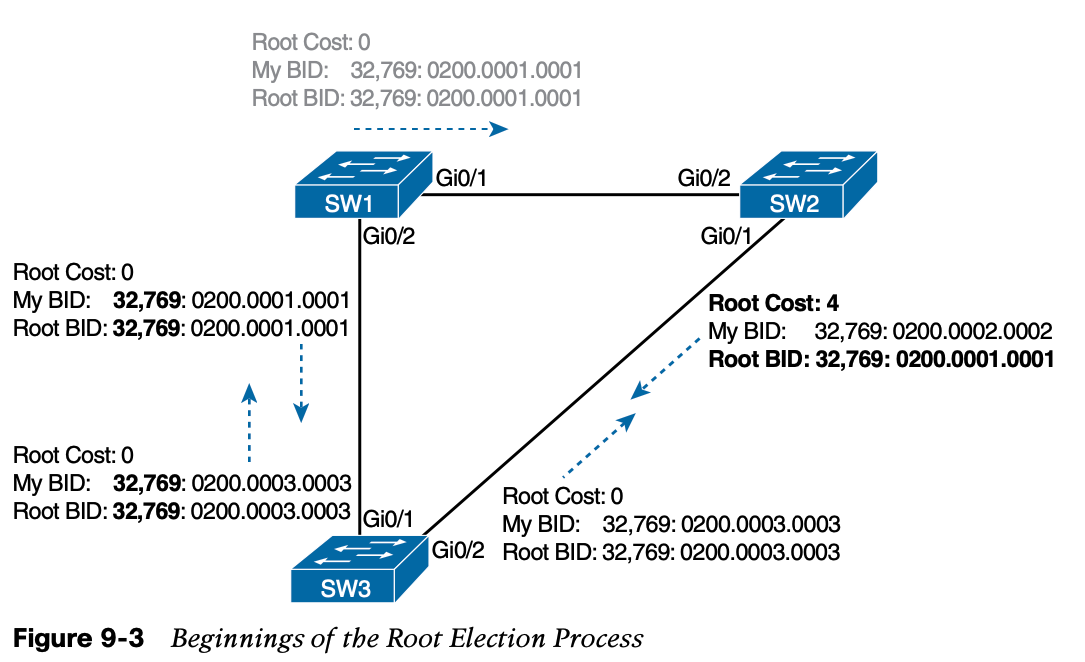 Root Cost: 0
My BID: 32,769: 0200.0001.0001
Root BID: 32,769: 0200.0001.0001
Gi0/1
Gi0/2
SW1
SW2
Gi0/2
Gi0/1
Root Cost: 0
My BID: 32,769: 0200.0001.0001
Root BID: 32,769: 0200.0001.0001
Root Cost: 4
My BID: 32,769: 0200.0002.0002
Root BID: 32,769: 0200.0001.0001
Root Cost: 0
My BID: 32,769: 0200.0003.0003
Root BID: 32,769: 0200.0003.0003
Root Cost: 0
My BID: 32,769: 0200.0003.0003
Root BID: 32,769: 0200.0003.0003
Gi0/1
Gi0/2
SW3
Figure 9-3 Beginnings of the Root Election Process